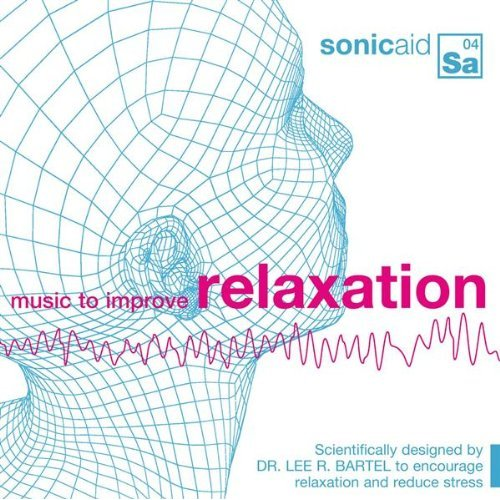 sonicaid
04
Sa
music to improve relaxation
Scientifically designed by
DR. LEE R. BARTEL to encourage
relaxation and reduce stress